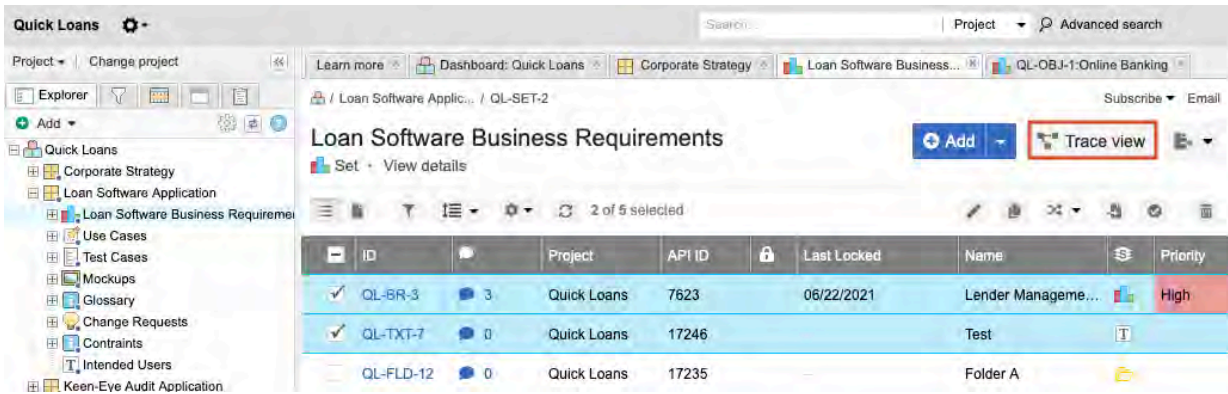 Quick Loans
Search...
Project
Advanced search
Project
Change project
Learn more
Dashboard: Quick Loans
Corporate Strategy
Loan Software Business...
QL-OBJ-1:Online Banking
Explorer
/ Loan Software Applic... / QL-SET-2
Subscribe
Email
Add
Quick Loans
Corporate Strategy
Loan Software Application
Loan Software Business Requiremen
Use Cases
Test Cases
Mockups
Glossary
Change Requests
Contraints
Intended Users
Keen-Eye Audit Application
Loan Software Business Requirements
Add
Trace view
Set · View details
2 of 5 selected
ID Project API ID Last Locked Name Priority
QL-BR-3 3 Quick Loans 7623 06/22/2021 Lender Manageme... High
QL-TXT-7 0 Quick Loans 17246 Test T
QL-FLD-12 0 Quick Loans 17235 Folder A